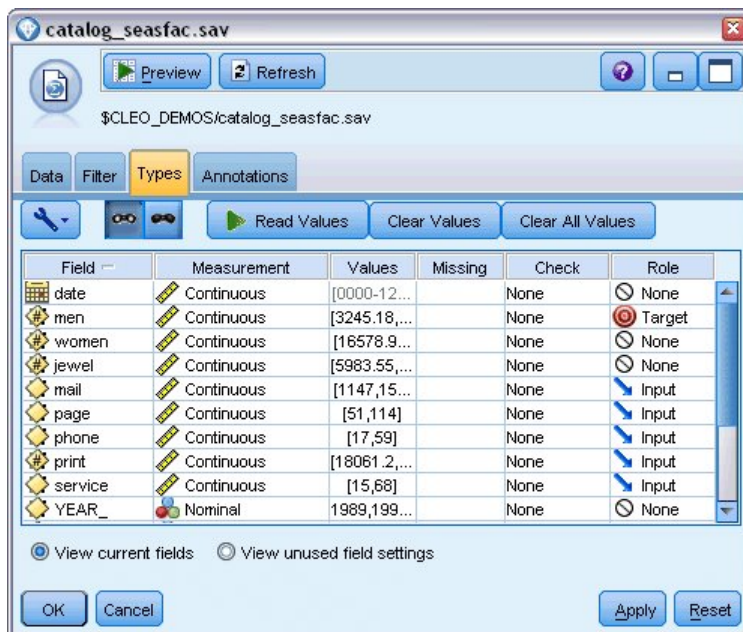 catalog_seasfac.sav
Preview Refresh
$CLEO_DEMOS/catalog_seasfac.sav
Data Filter Types Annotations
Read Values Clear Values Clear All Values
Field Measurement Values Missing Check Role
date Continuous [0000-12... None None
men Continuous [3245.18,... None Target
women Continuous [16578.9... None None
jewel Continuous [5983.55,... None None
mail Continuous [1147,15... None Input
page Continuous [51,114] None Input
phone Continuous [17,59] None Input
print Continuous [18061.2,... None Input
service Continuous [15,68] None Input
YEAR_ Nominal 1989,199... None None
View current fields View unused field settings
OK Cancel Apply Reset